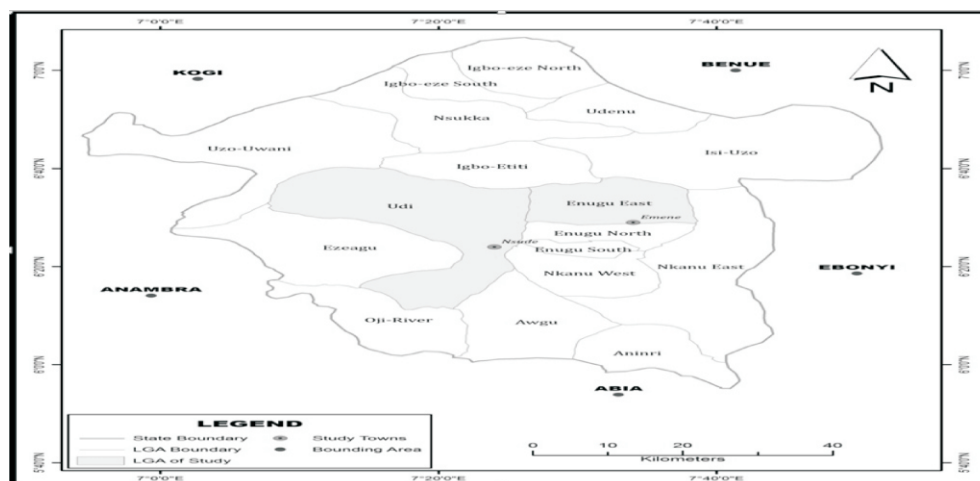 7°0'0"E 7°20'0"E 7°40'0"E
KOGI
BENUE
N
Igbo-eze North
Igbo-eze South
Nsukka
Udenu
Uzo-Uwani
Isi-Uzo
Igbo-Etiti
Udi
Enugu East
Emene
Enugu North
Nsude
Ezeagu
Enugu South
Nkanu West
Nkanu East
EBONYI
ANAMBRA
Oji-River
Awgu
Aninri
ABIA
LEGEND
State Boundary Study Towns
LGA Boundary Bounding Area
LGA of Study
0 10 20 40
Kilometers
7°0'0"E 7°20'0"E 7°40'0"E